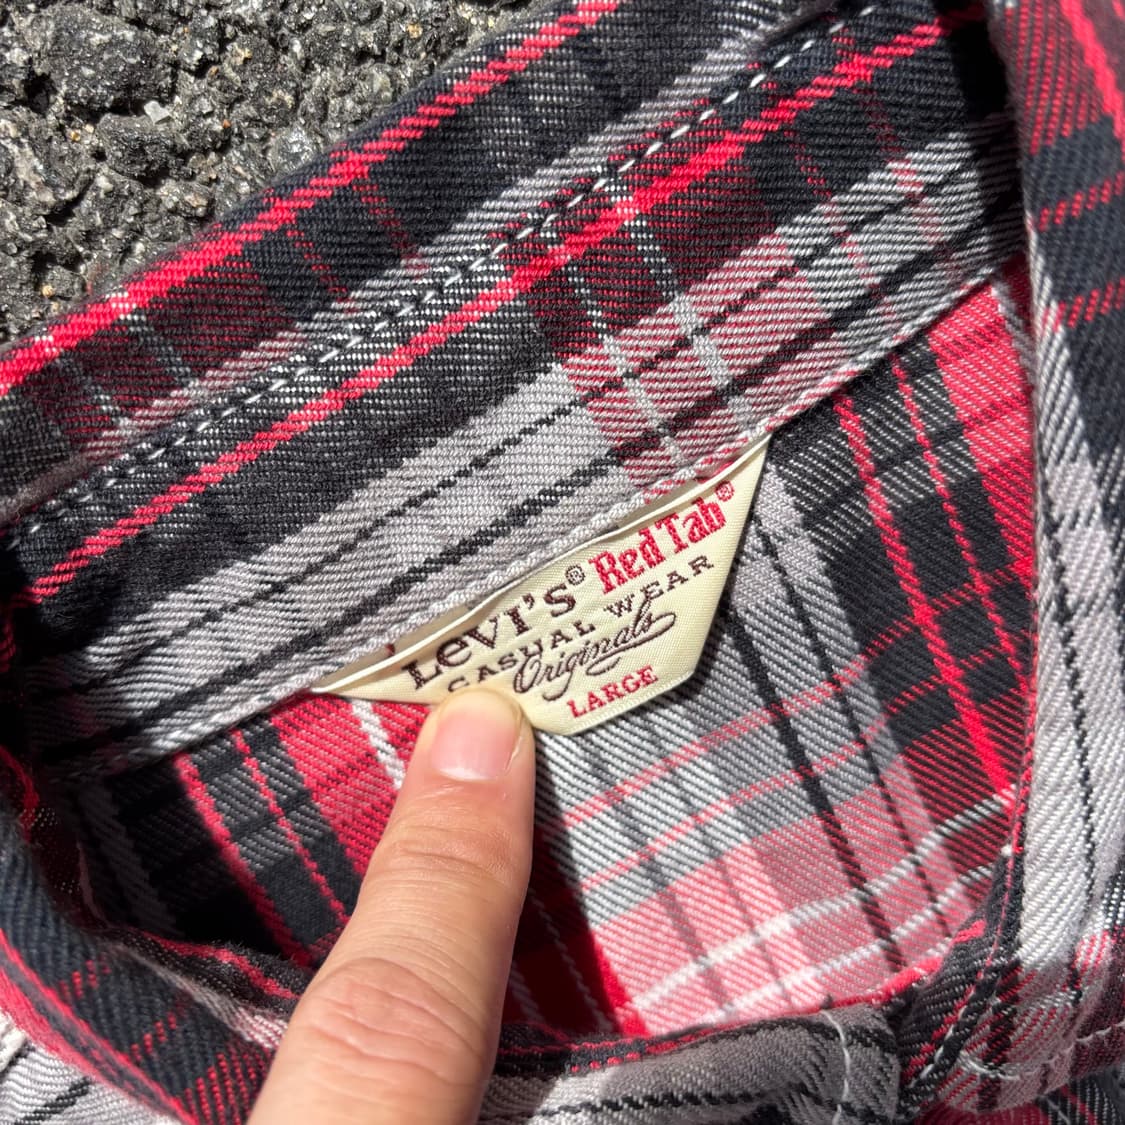 LeVI'S® Red Tab®
CASUAL WEAR
Originals
LARGE